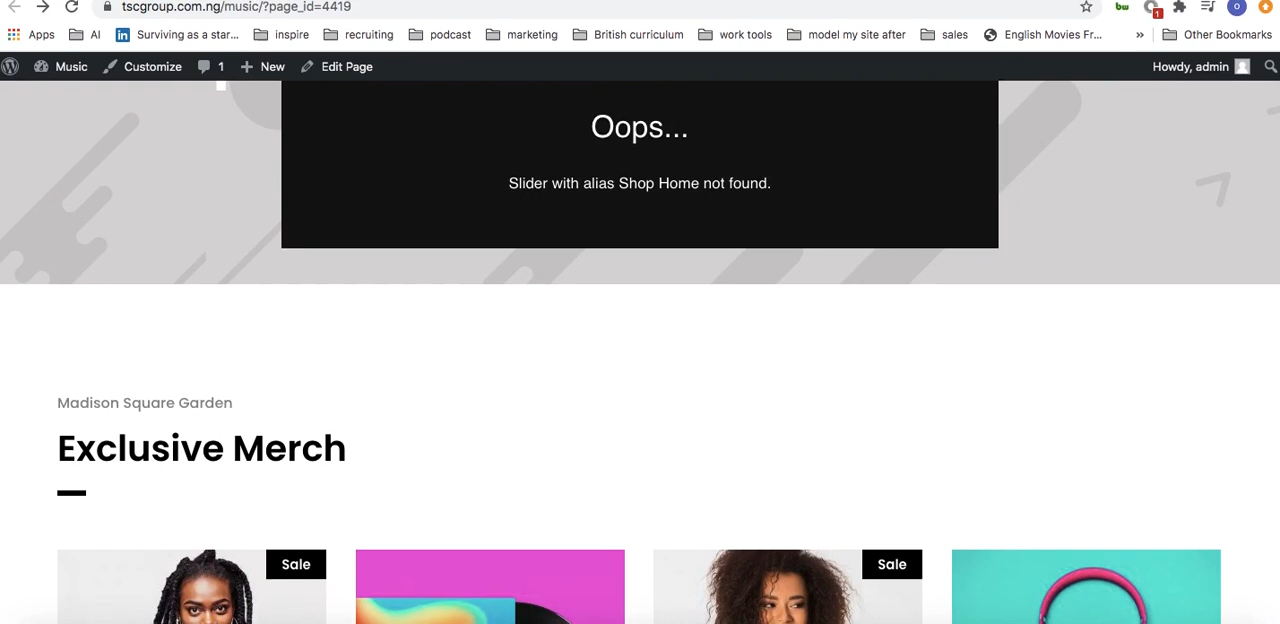 tscgroup.com.ng/music/?page_id=4419
1
o
Apps AI in Surviving as a star... inspire recruiting podcast marketing British curriculum work tools model my site after sales English Movies Fr... » Other Bookmarks
Music Customize 1 New Edit Page Howdy, admin
Oops...
Slider with alias Shop Home not found.
Madison Square Garden
Exclusive Merch
Sale Sale